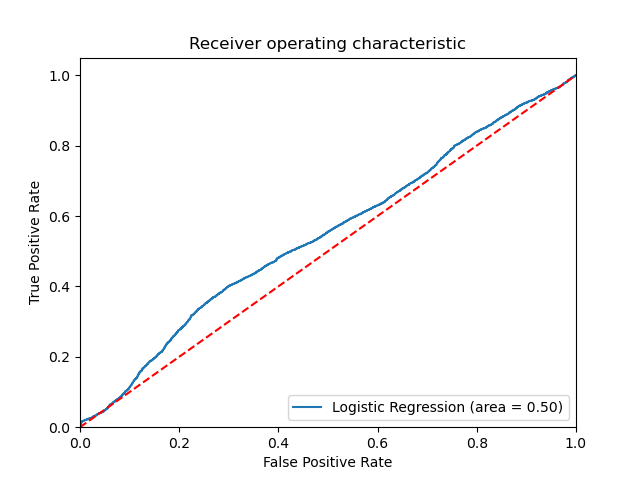 Receiver operating characteristic
1.0
0.8
0.6
0.4
0.2
0.0
True Positive Rate
Logistic Regression (area = 0.50)
0.0 0.2 0.4 0.6 0.8 1.0
False Positive Rate